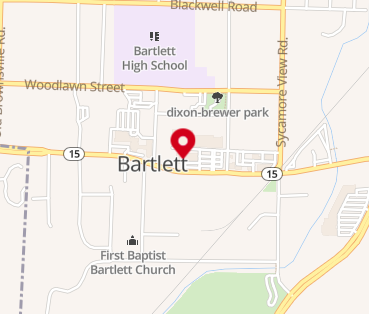 Blackwell Road
Bartlett
High School
Woodlawn Street
dixon-brewer park
Old Brownsville Rd.
Sycamore View Rd.
15
Bartlett
15
First Baptist
Bartlett Church